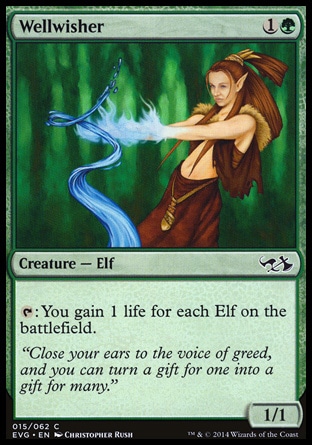 Wellwisher 1
Creature — Elf
:You gain 1 life for each Elf on the
battlefield.
“Close your ears to the voice of greed,
and you can turn a gift for one into a
gift for many.”
1/1
015/062 C
EVG • EN Christopher Rush ™ & © 2014 Wizards of the Coast